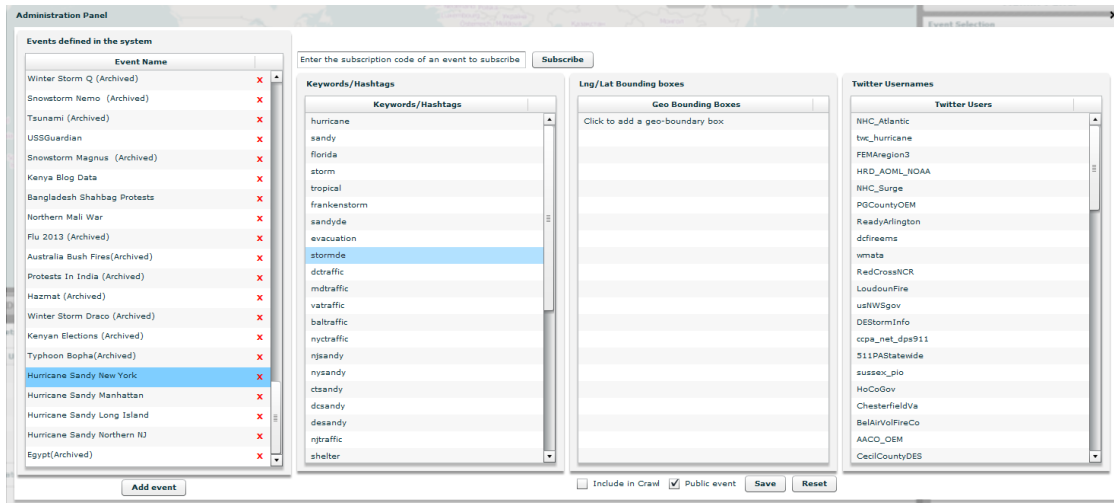 Administration Panel
Event Selection
Events defined in the system
Event Name
Winter Storm Q (Archived) x
Snowstorm Nemo (Archived) x
Tsunami (Archived) x
USSGuardian x
Snowstorm Magnus (Archived) x
Kenya Blog Data x
Bangladesh Shahbag Protests x
Northern Mali War x
Flu 2013 (Archived) x
Australia Bush Fires(Archived) x
Protests In India (Archived) x
Hazmat (Archived) x
Winter Storm Draco (Archived) x
Kenyan Elections (Archived) x
Typhoon Bopha(Archived) x
Hurricane Sandy New York x
Hurricane Sandy Manhattan x
Hurricane Sandy Long Island x
Hurricane Sandy Northern NJ x
Egypt(Archived) x
Add event
Enter the subscription code of an event to subscribe Subscribe
Keywords/Hashtags
Keywords/Hashtags
hurricane
sandy
florida
storm
tropical
frankenstorm
sandyde
evacuation
stormde
dctraffic
mdtraffic
vatraffic
baltraffic
nyctraffic
njsandy
nysandy
ctsandy
dcsandy
desandy
njtraffic
shelter
Lng/Lat Bounding boxes
Geo Bounding Boxes
Click to add a geo-boundary box
Twitter Usernames
Twitter Users
NHC_Atlantic
twc_hurricane
FEMAregion3
HRD_AOML_NOAA
NHC_Surge
PGCountyOEM
ReadyArlington
dcfireems
wmata
RedCrossNCR
LoudounFire
usNWSgov
DEStormInfo
ccpa_net_dps911
511PAStatewide
sussex_pio
HoCoGov
ChesterfieldVa
BelAirVolFireCo
AACO_OEM
CecilCountyDES
Include in Crawl Public event Save Reset